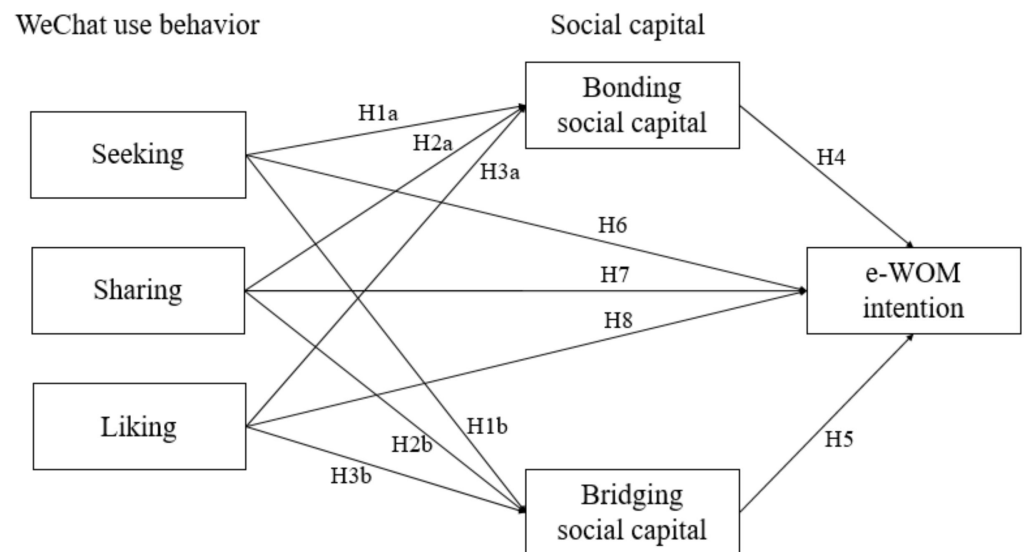 WeChat use behavior
Social capital
Bonding
social capital
H1a
H2a
Seeking
H3a
H4
H6
e-WOM
intention
Sharing
H7
H8
Liking
H1b
H2b
H5
H3b
Bridging
social capital